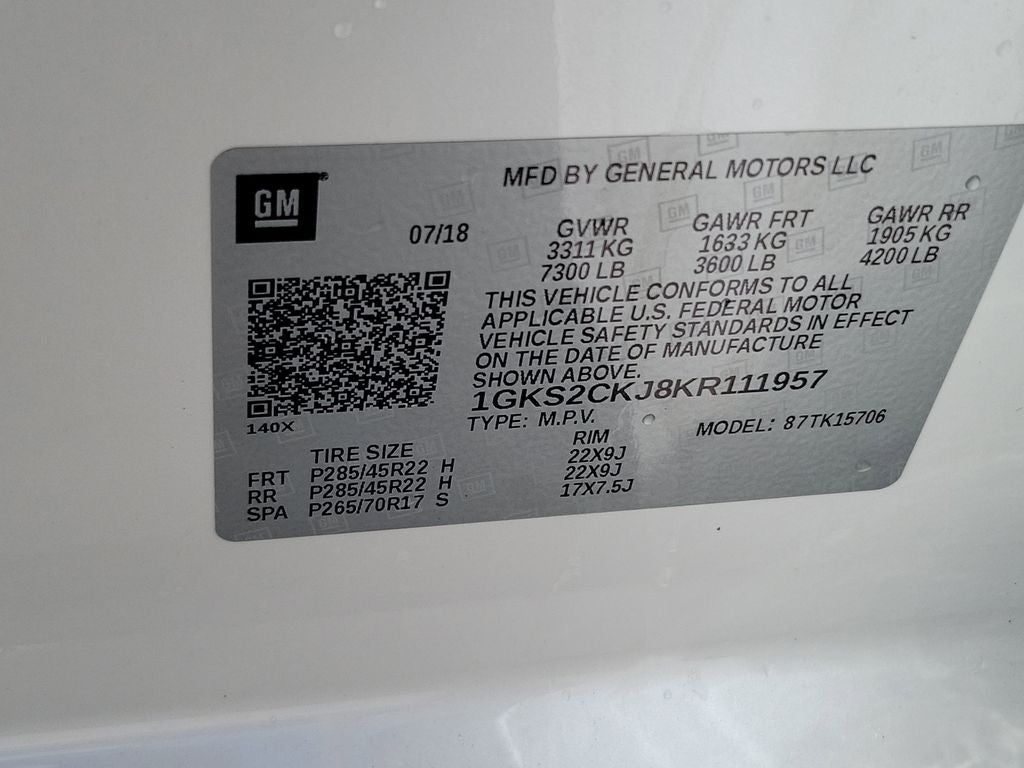 GM
MFD BY GENERAL MOTORS LLC
07/18
GVWR GAWR FRT GAWR RR
3311 KG 1633 KG 1905 KG
7300 LB 3600 LB 4200 LB
THIS VEHICLE CONFORMS TO ALL
APPLICABLE U.S. FEDERAL MOTOR
VEHICLE SAFETY STANDARDS IN EFFECT
ON THE DATE OF MANUFACTURE
SHOWN ABOVE.
1GKS2CKJ8KR111957
TYPE: M.P.V. MODEL: 87TK15706
140X
TIRE SIZE RIM
FRT P285/45R22 H 22X9J
RR P285/45R22 H 22X9J
SPA P265/70R17 S 17X7.5J